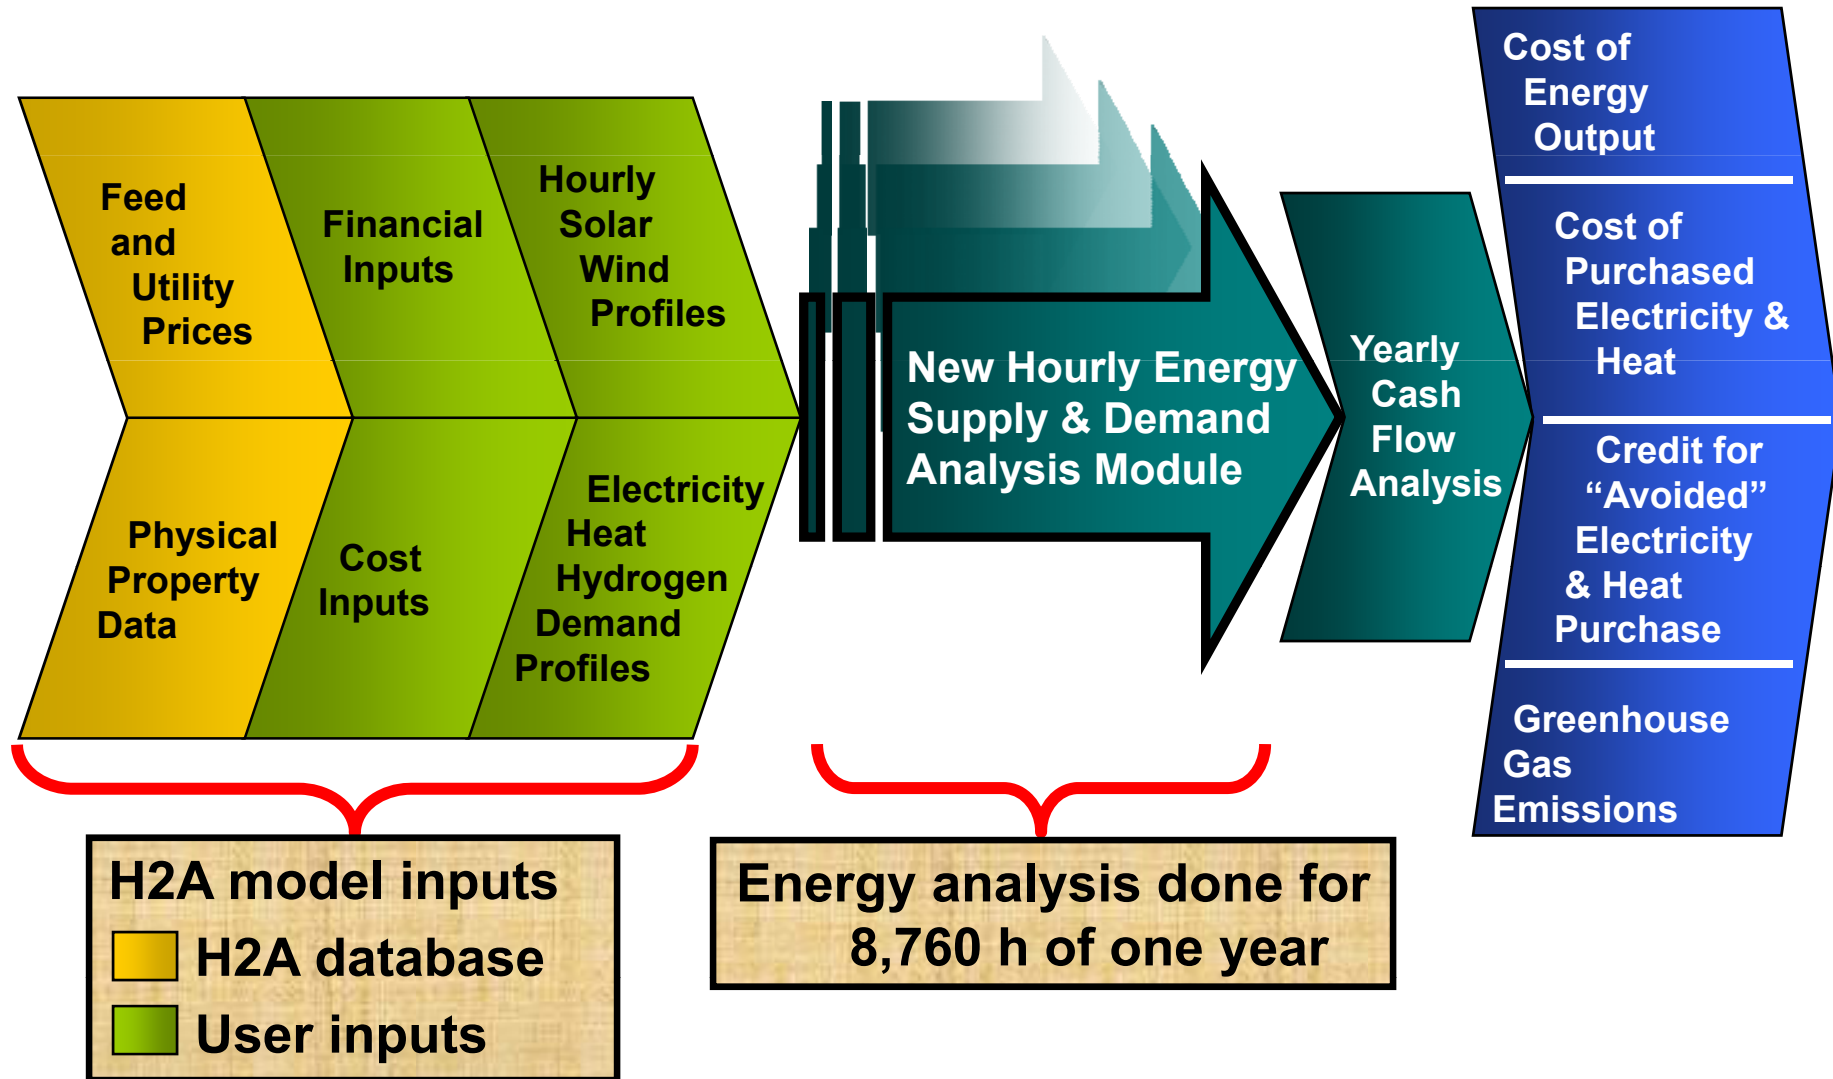 Feed
and
Utility
Prices
Physical
Property
Data
Financial
Inputs
Cost
Inputs
Hourly
Solar
Wind
Profiles
Electricity
Heat
Hydrogen
Demand
Profiles
New Hourly Energy
Supply & Demand
Analysis Module
Yearly
Cash
Flow
Analysis
Cost of
Energy
Output
Cost of
Purchased
Electricity &
Heat
Credit for
“Avoided”
Electricity
& Heat
Purchase
Greenhouse
Gas
Emissions
H2A model inputs
H2A database
User inputs
Energy analysis done for
8,760 h of one year